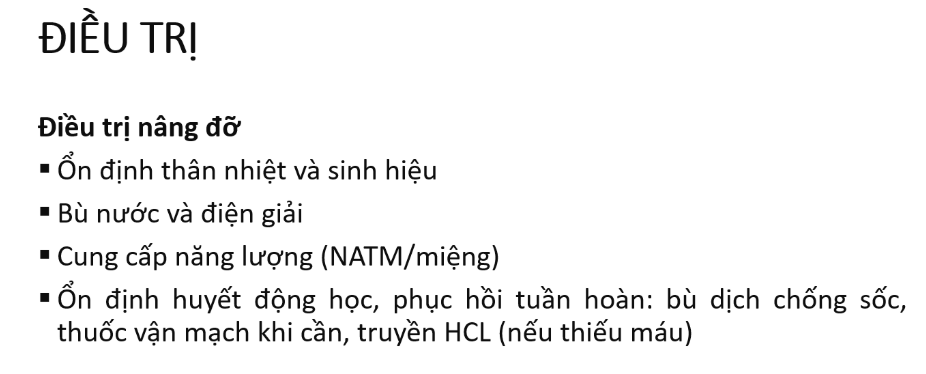 ĐIỀU TRỊ
Điều trị nâng đỡ
▪ Ổn định thân nhiệt và sinh hiệu
▪ Bù nước và điện giải
▪ Cung cấp năng lượng (NATM/miệng)
▪ Ổn định huyết động học, phục hồi tuần hoàn: bù dịch chống sốc,
thuốc vận mạch khi cần, truyền HCL (nếu thiếu máu)